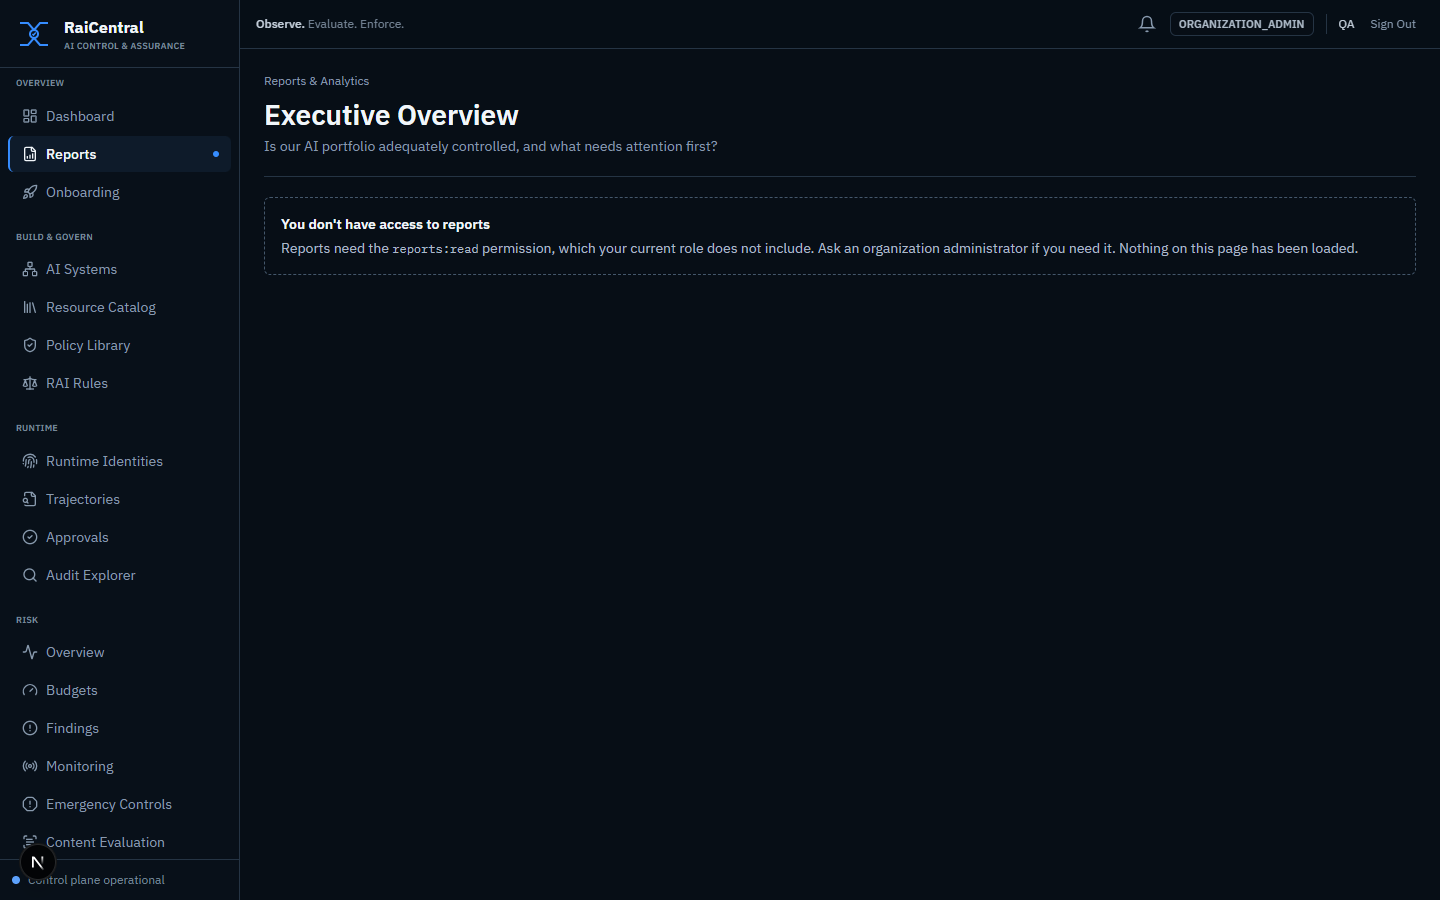 RaiCentral
AI CONTROL & ASSURANCE
OVERVIEW
Dashboard
Reports
Onboarding
BUILD & GOVERN
AI Systems
Resource Catalog
Policy Library
RAI Rules
RUNTIME
Runtime Identities
Trajectories
Approvals
Audit Explorer
RISK
Overview
Budgets
Findings
Monitoring
Emergency Controls
Content Evaluation
N
Control plane operational
Observe. Evaluate. Enforce.
ORGANIZATION_ADMIN
QA
Sign Out
Reports & Analytics
Executive Overview
Is our AI portfolio adequately controlled, and what needs attention first?
You don't have access to reports
Reports need the reports:read permission, which your current role does not include. Ask an organization administrator if you need it. Nothing on this page has been loaded.